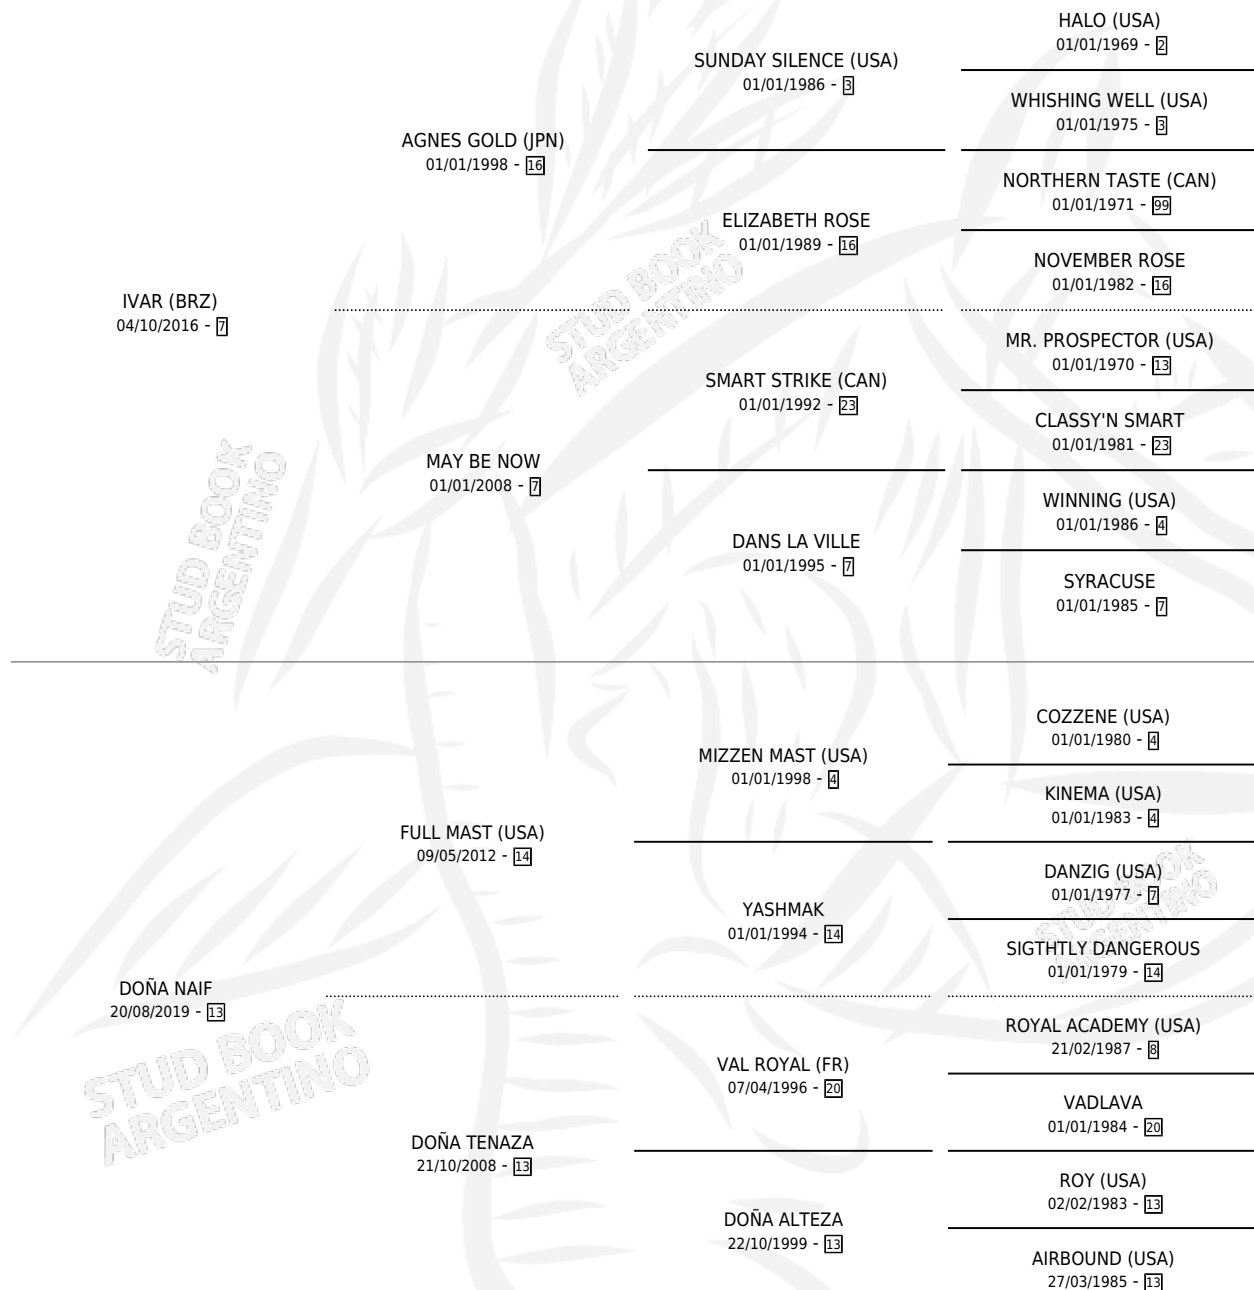 HALO (USA)
01/01/1969 - 2
SUNDAY SILENCE (USA)
01/01/1986 - 3
WHISHING WELL (USA)
01/01/1975 - 3
AGNES GOLD (JPN)
01/01/1998 - 16
NORTHERN TASTE (CAN)
01/01/1971 - 99
ELIZABETH ROSE
01/01/1989 - 16
NOVEMBER ROSE
01/01/1982 - 16
IVAR (BRZ)
04/10/2016 - 7
MR. PROSPECTOR (USA)
01/01/1970 - 13
SMART STRIKE (CAN)
01/01/1992 - 23
CLASSY'N SMART
01/01/1981 - 23
MAY BE NOW
01/01/2008 - 7
WINNING (USA)
01/01/1986 - 4
DANS LA VILLE
01/01/1995 - 7
SYRACUSE
01/01/1985 - 7
COZZENE (USA)
01/01/1980 - 4
MIZZEN MAST (USA)
01/01/1998 - 4
KINEMA (USA)
01/01/1983 - 4
FULL MAST (USA)
09/05/2012 - 14
DANZIG (USA)
01/01/1977 - 7
YASHMAK
01/01/1994 - 14
SIGTHTLY DANGEROUS
01/01/1979 - 14
DOÑA NAIF
20/08/2019 - 13
ROYAL ACADEMY (USA)
21/02/1987 - 8
VAL ROYAL (FR)
07/04/1996 - 20
VADLAVA
01/01/1984 - 20
DOÑA TENAZA
21/10/2008 - 13
ROY (USA)
02/02/1983 - 13
DOÑA ALTEZA
22/10/1999 - 13
AIRBOUND (USA)
27/03/1985 - 13
STUD BOOK
ARGENTINO
STUD BOOK
ARGENTINO
STUD BOOK
ARGENTINO
STUD BOOK
ARGENTINO